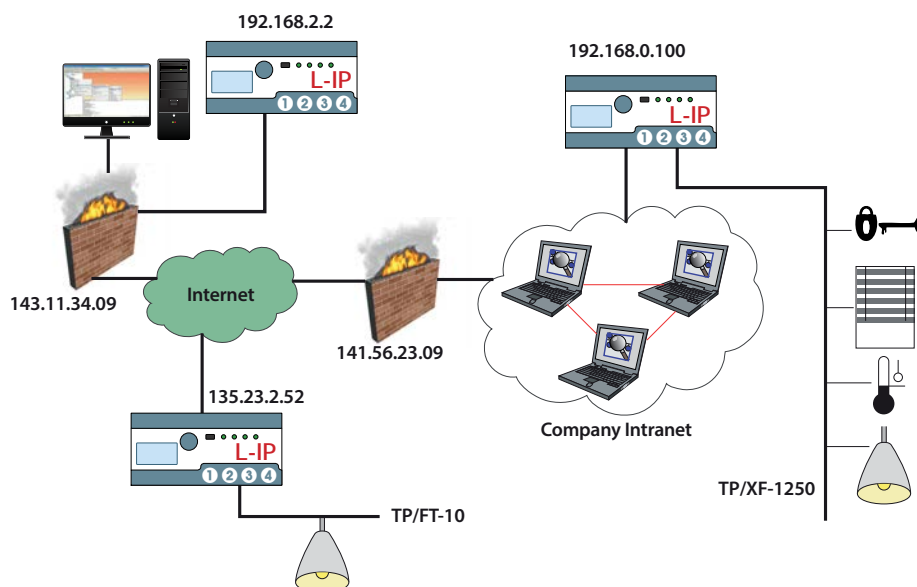 192.168.2.2
L-IP
1 2 3 4
192.168.0.100
L-IP
1 2 3 4
143.11.34.09
Internet
141.56.23.09
135.23.2.52
L-IP
1 2 3 4
Company Intranet
TP/XF-1250
TP/FT-10